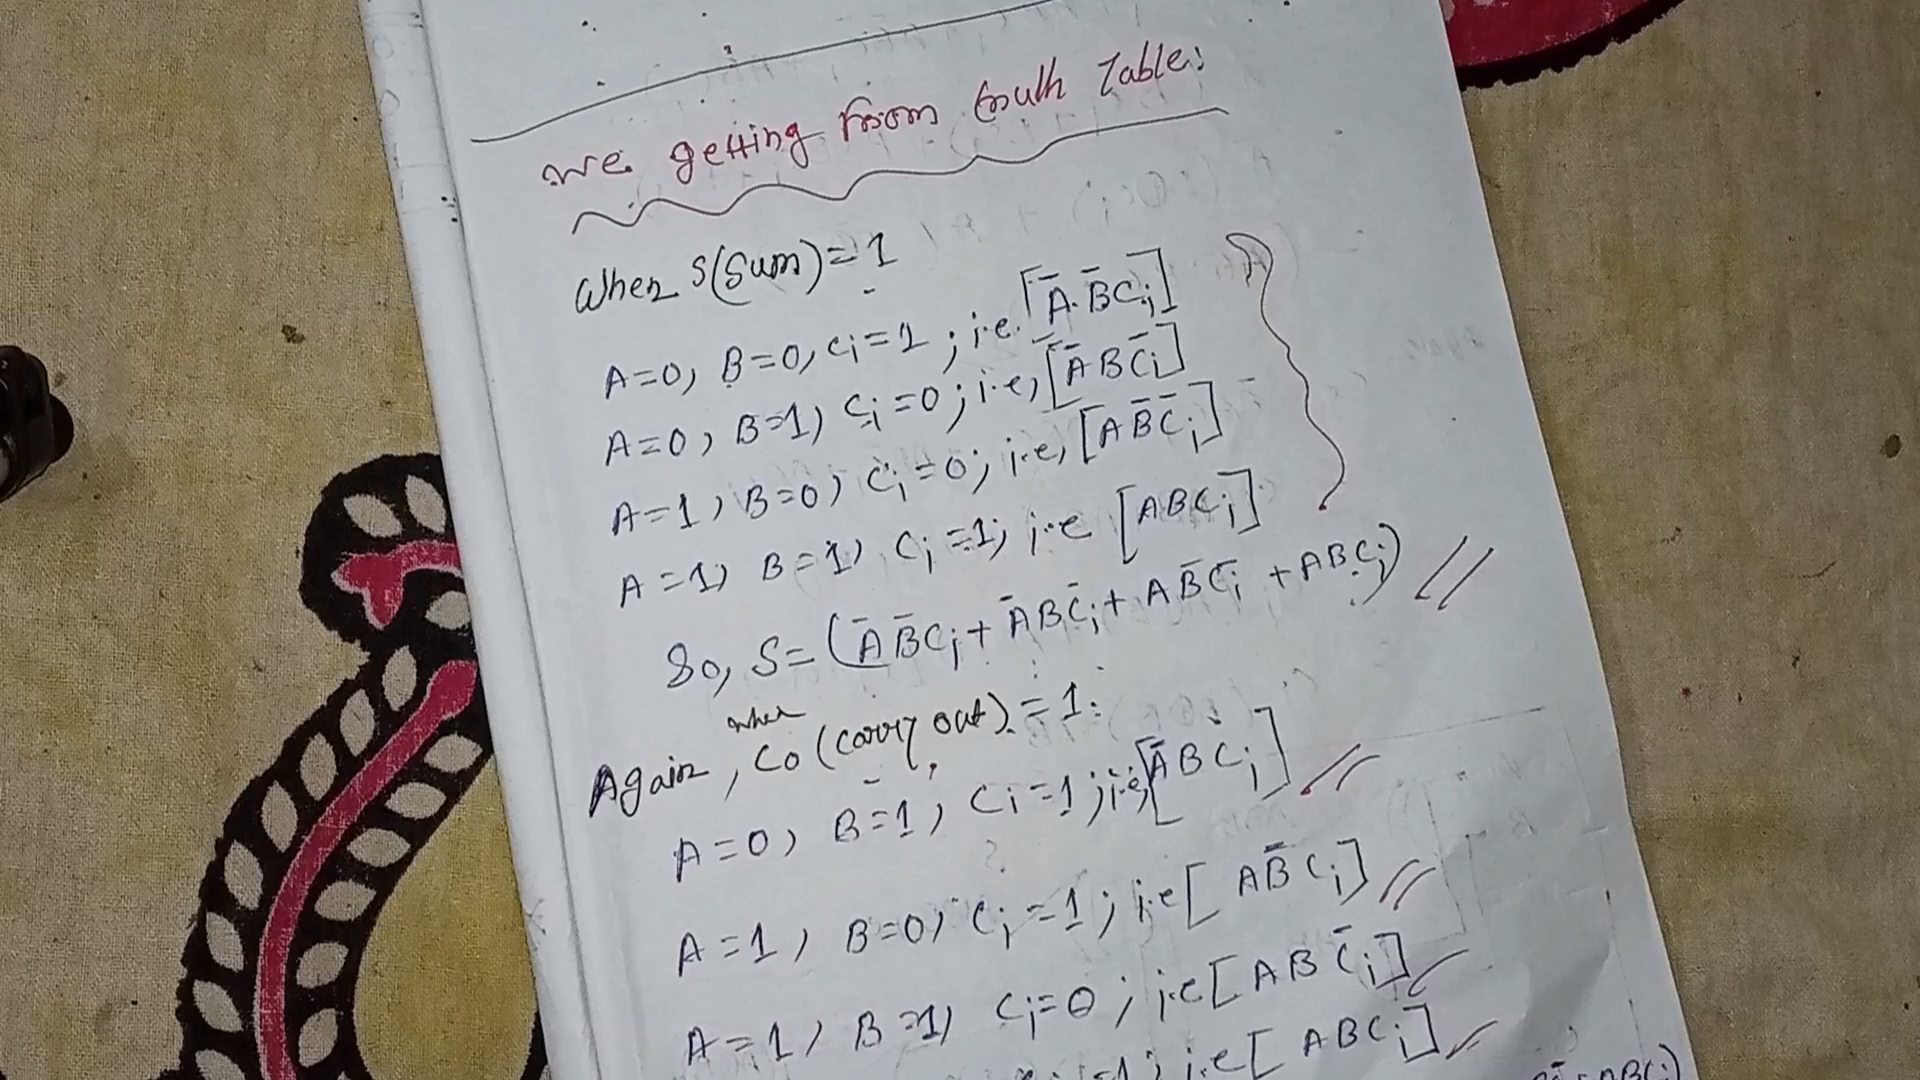 We getting from truth Table:
When S(Sum) = 1
A=0, B=0, Ci=1; i.e. [A̅.B̅Ci]
A=0, B=1, Ci=0; i.e, [A̅BC̅i]
A=1, B=0, Ci=0; i.e, [AB̅C̅i]
A=1, B=1, Ci=1; i.e [ABCi]
So, S= (A̅B̅Ci + A̅BC̅i + AB̅C̅i + ABCi)
Again, when Co (carry out) = 1.
A=0, B=1, Ci=1; i.e, [A̅BCi]
A=1, B=0, Ci=1; i.e [AB̅Ci]
A=1, B=1, Ci=0; i.e [ABC̅i]
=1; i.e [ABCi]
+ABCi)